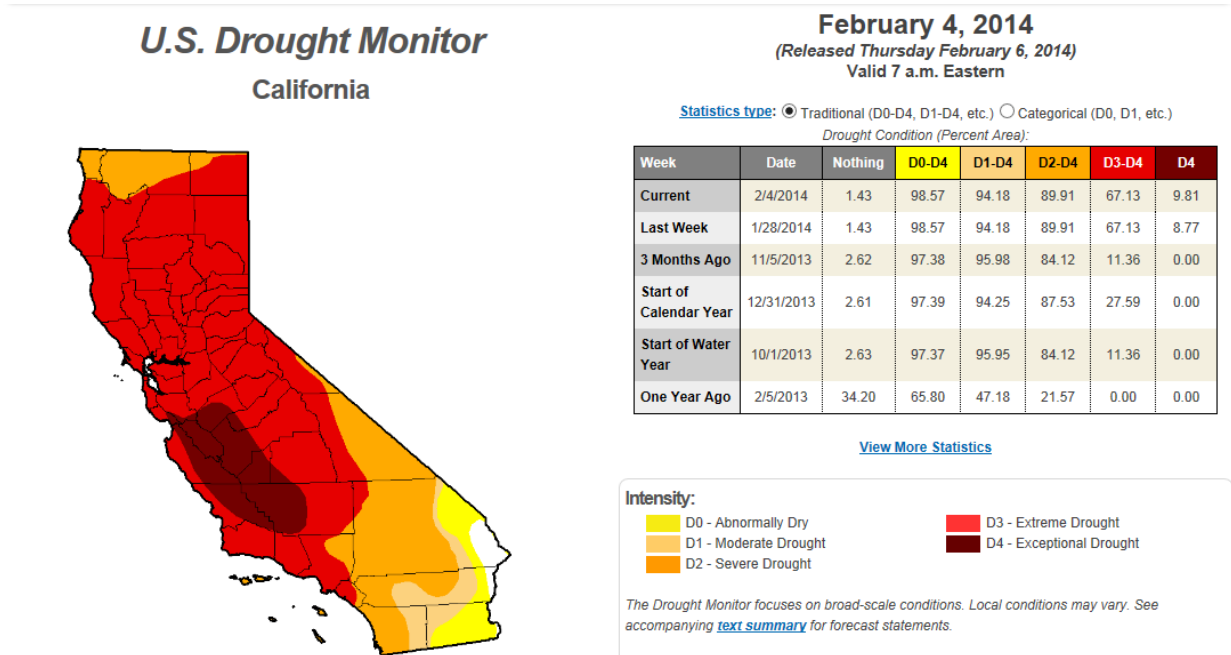 U.S. Drought Monitor
California
February 4, 2014
(Released Thursday February 6, 2014)
Valid 7 a.m. Eastern
Statistics type: Traditional (D0-D4, D1-D4, etc.) Categorical (D0, D1, etc.)
Drought Condition (Percent Area):
Week Date Nothing D0-D4 D1-D4 D2-D4 D3-D4 D4
Current 2/4/2014 1.43 98.57 94.18 89.91 67.13 9.81
Last Week 1/28/2014 1.43 98.57 94.18 89.91 67.13 8.77
3 Months Ago 11/5/2013 2.62 97.38 95.98 84.12 11.36 0.00
Start of
Calendar Year 12/31/2013 2.61 97.39 94.25 87.53 27.59 0.00
Start of Water
Year 10/1/2013 2.63 97.37 95.95 84.12 11.36 0.00
One Year Ago 2/5/2013 34.20 65.80 47.18 21.57 0.00 0.00
View More Statistics
Intensity:
D0 - Abnormally Dry
D1 - Moderate Drought
D2 - Severe Drought
D3 - Extreme Drought
D4 - Exceptional Drought
The Drought Monitor focuses on broad-scale conditions. Local conditions may vary. See
accompanying text summary for forecast statements.